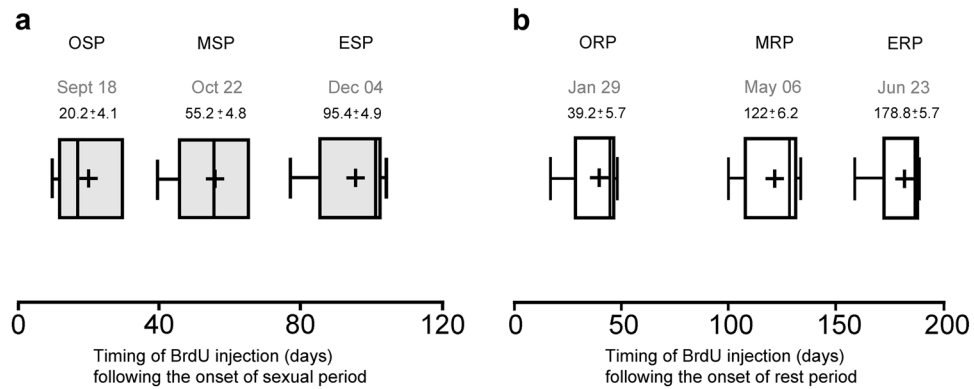 a
OSP MSP ESP
Sept 18 Oct 22 Dec 04
20.2±4.1 55.2±4.8 95.4±4.9
0 40 80 120
Timing of BrdU injection (days)
following the onset of sexual period
b
ORP MRP ERP
Jan 29 May 06 Jun 23
39.2±5.7 122±6.2 178.8±5.7
0 50 100 150 200
Timing of BrdU injection (days)
following the onset of rest period